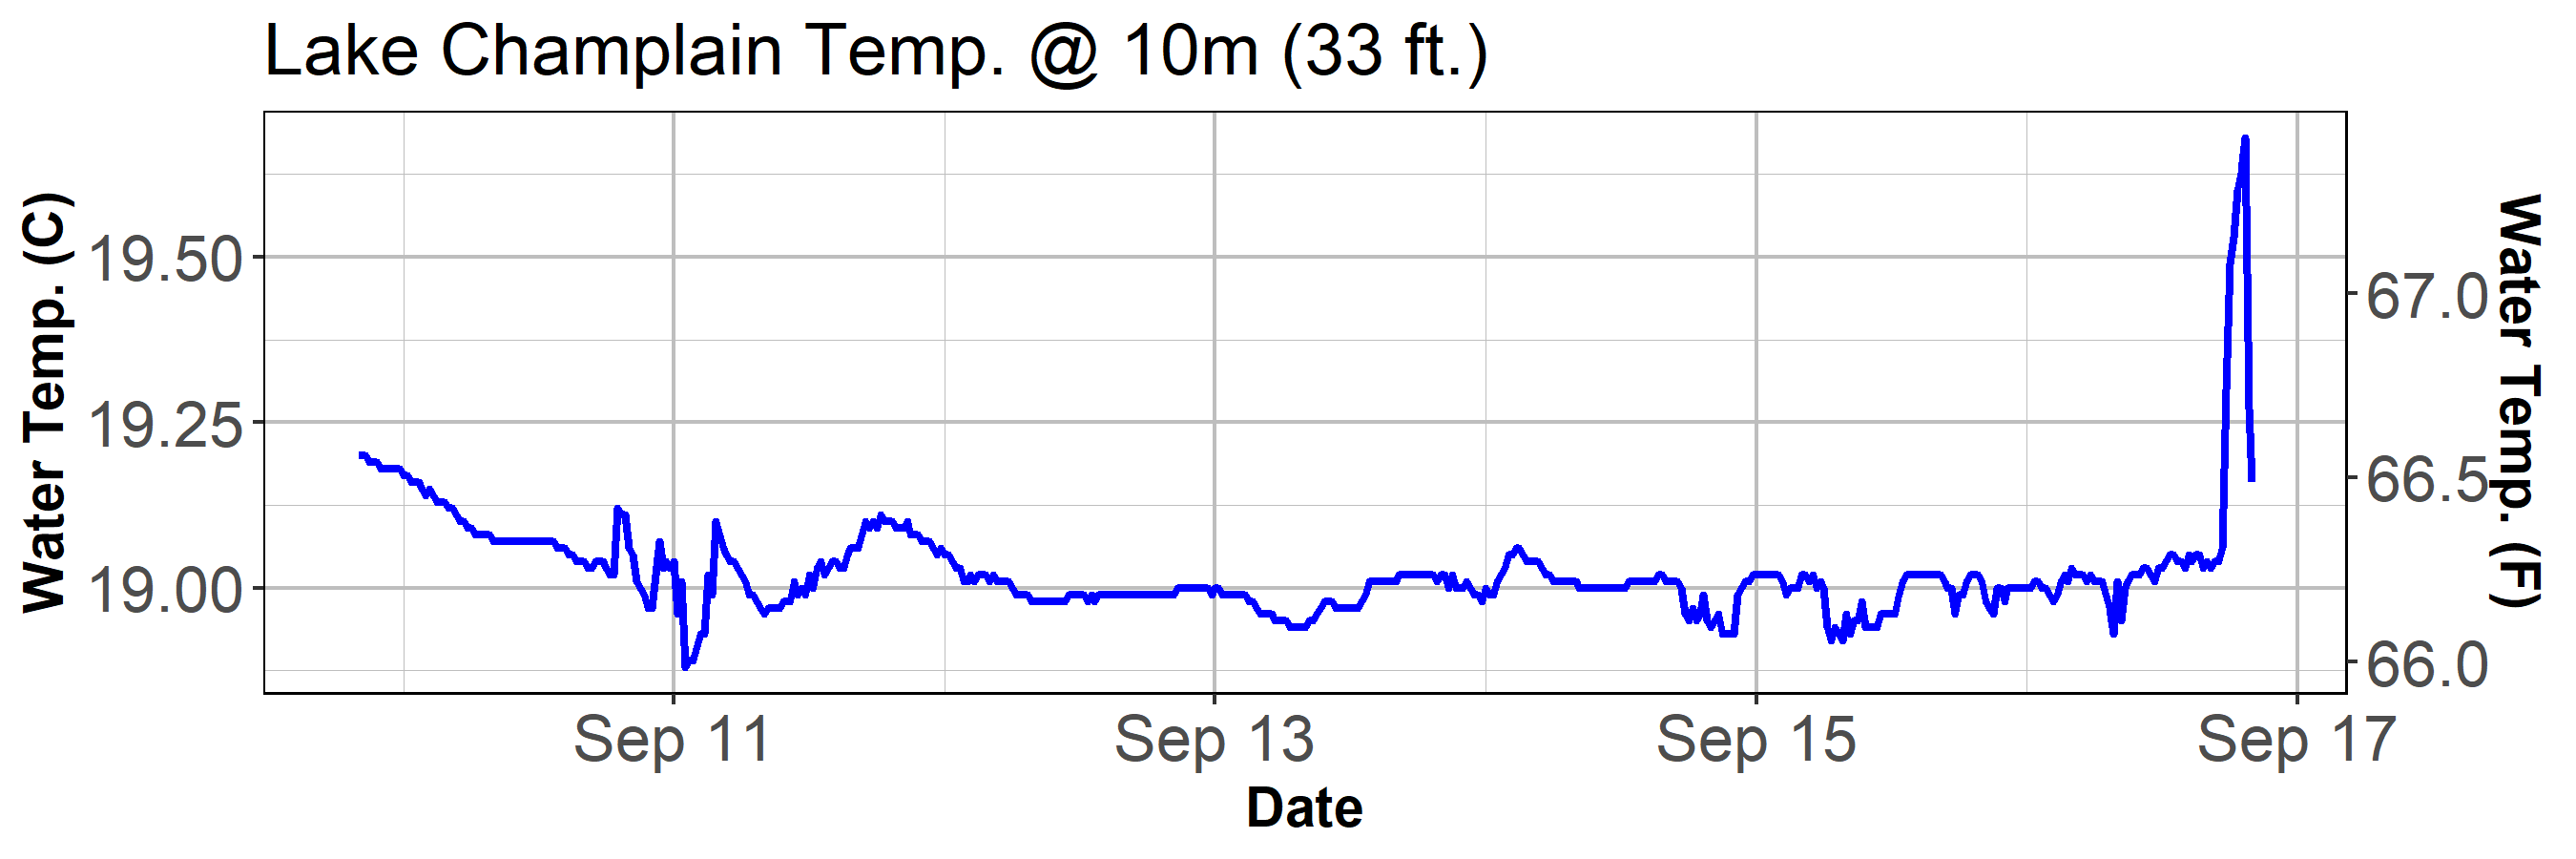 Lake Champlain Temp. @ 10m (33 ft.)
Water Temp. (C)
19.50
19.25
19.00
67.0
66.5
66.0
Water Temp. (F)
Sep 11
Sep 13
Sep 15
Sep 17
Date